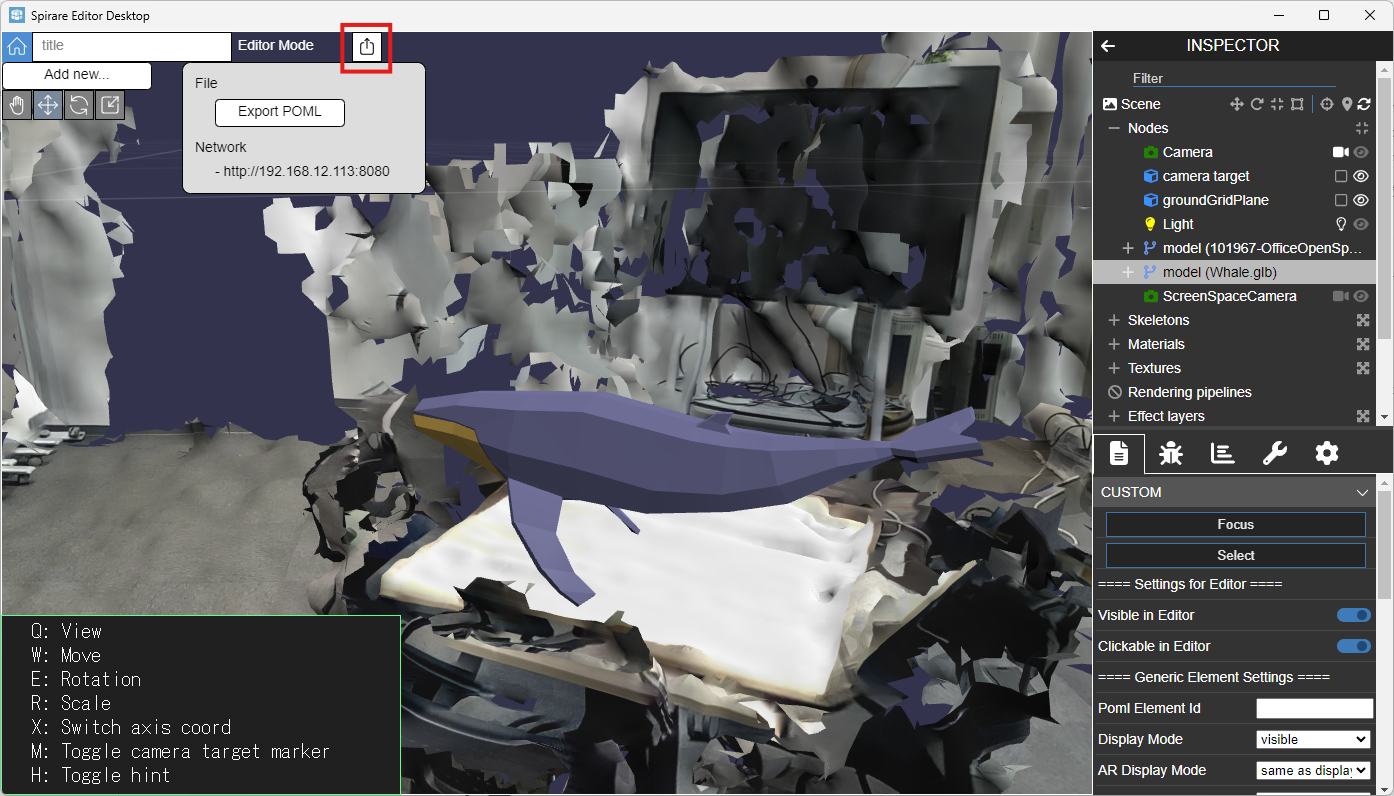 Spirare Editor Desktop
title
Editor Mode
Add new...
File
Export POML
Network
- http://192.168.12.113:8080
Q: View
W: Move
E: Rotation
R: Scale
X: Switch axis coord
M: Toggle camera target marker
H: Toggle hint
INSPECTOR
Filter
Scene
Nodes
Camera
camera target
groundGridPlane
Light
model (101967-OfficeOpenSp...
model (Whale.glb)
ScreenSpaceCamera
Skeletons
Materials
Textures
Rendering pipelines
Effect layers
CUSTOM
Focus
Select
==== Settings for Editor ====
Visible in Editor
Clickable in Editor
==== Generic Element Settings ====
Poml Element Id
Display Mode visible
AR Display Mode same as display